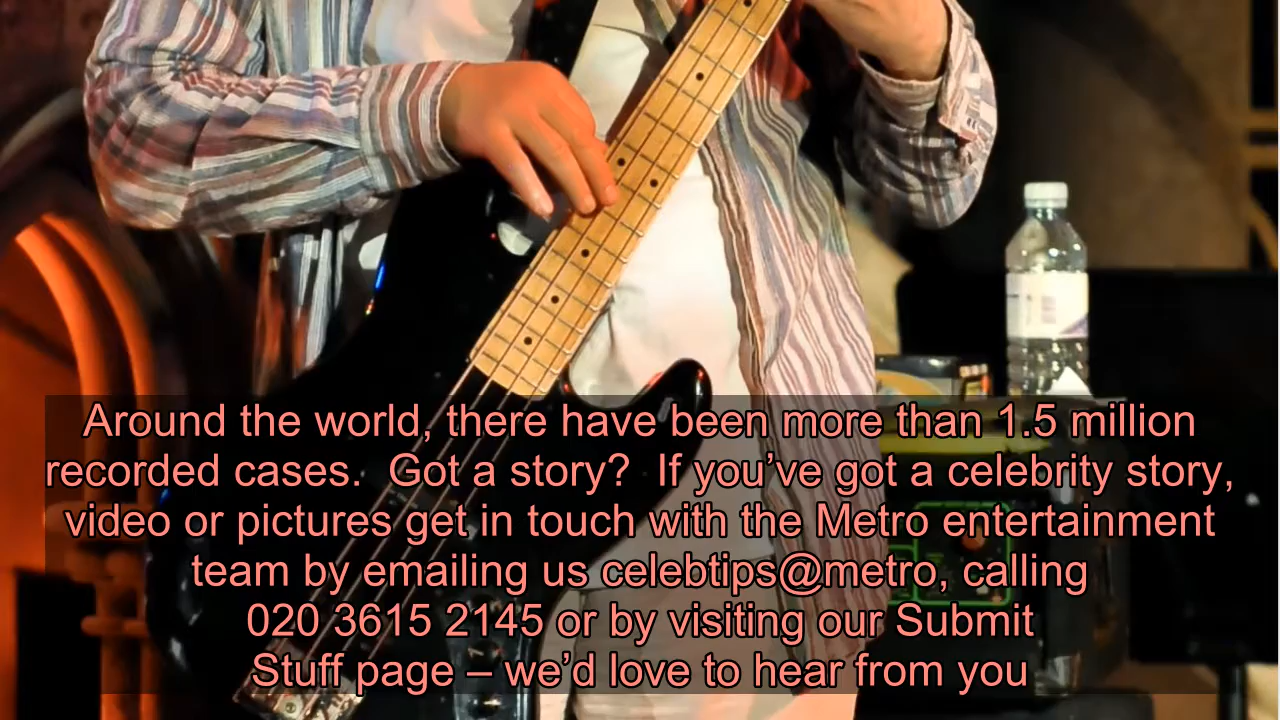 Around the world, there have been more than 1.5 million
recorded cases.  Got a story?  If you’ve got a celebrity story,
video or pictures get in touch with the Metro entertainment
team by emailing us celebtips@metro, calling
020 3615 2145 or by visiting our Submit
Stuff page – we’d love to hear from you